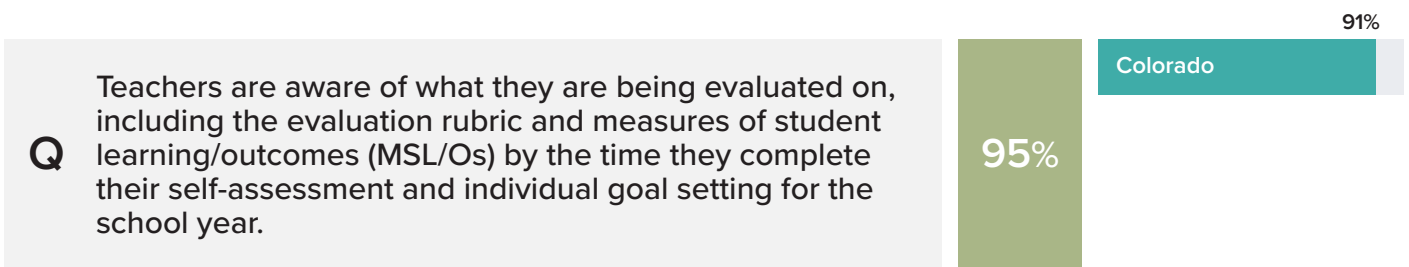 91%
Teachers are aware of what they are being evaluated on,
including the evaluation rubric and measures of student
Q learning/outcomes (MSL/Os) by the time they complete
their self-assessment and individual goal setting for the
school year.
95%
Colorado